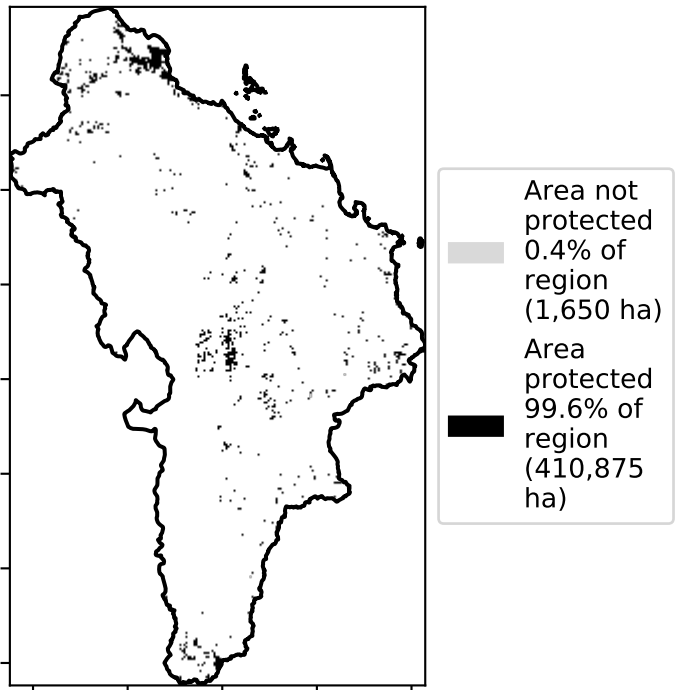 Area not
protected
0.4% of
region
(1,650 ha)
Area
protected
99.6% of
region
(410,875
ha)